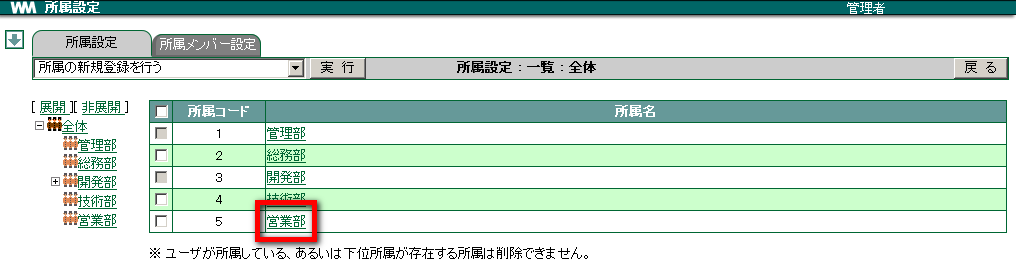 WM 所属設定 管理者
所属設定 所属メンバー設定
所属の新規登録を行う 実 行 所属設定：一覧：全体 戻 る
[ 展開 ][ 非展開 ]
全体
管理部
総務部
開発部
技術部
営業部
所属コード 所属名
1 管理部
2 総務部
3 開発部
4 技術部
5 営業部
※ ユーザが所属している、あるいは下位所属が存在する所属は削除できません。